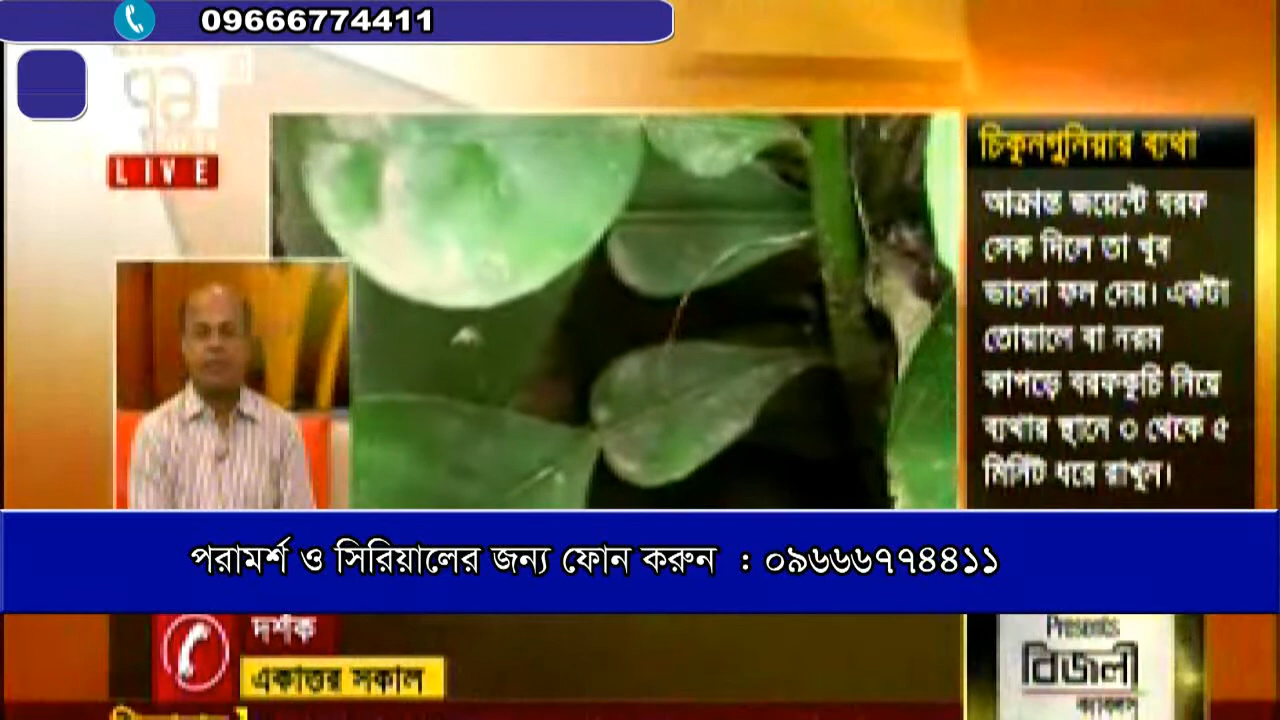 09666774411
LIVE
চিকুনগুনিয়ার ব্যথা
আক্রান্ত জয়েন্টে বরফ
সেক দিলে তা খুব
ভালো ফল দেয়। একটা
তোয়ালে বা নরম
কাপড়ে বরফকুচি নিয়ে
ব্যথার স্থানে ৩ থেকে ৫
মিনিট ধরে রাখুন।
পরামর্শ ও সিরিয়ালের জন্য ফোন করুন : ০৯৬৬৬৭৭৪৪১১
দর্শক
একাত্তর সকাল
Presents
বিজলী